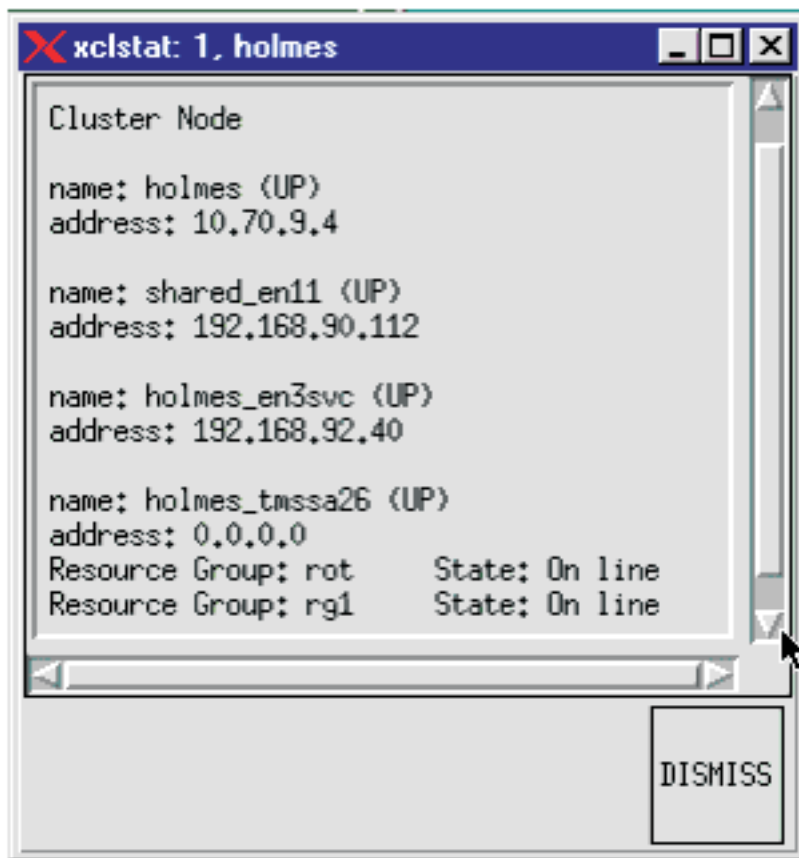 xclstat: 1, holmes
Cluster Node
name: holmes (UP)
address: 10.70.9.4
name: shared_en11 (UP)
address: 192.168.90.112
name: holmes_en3svc (UP)
address: 192.168.92.40
name: holmes_tmssa26 (UP)
address: 0.0.0.0
Resource Group: rot State: On line
Resource Group: rg1 State: On line
DISMISS